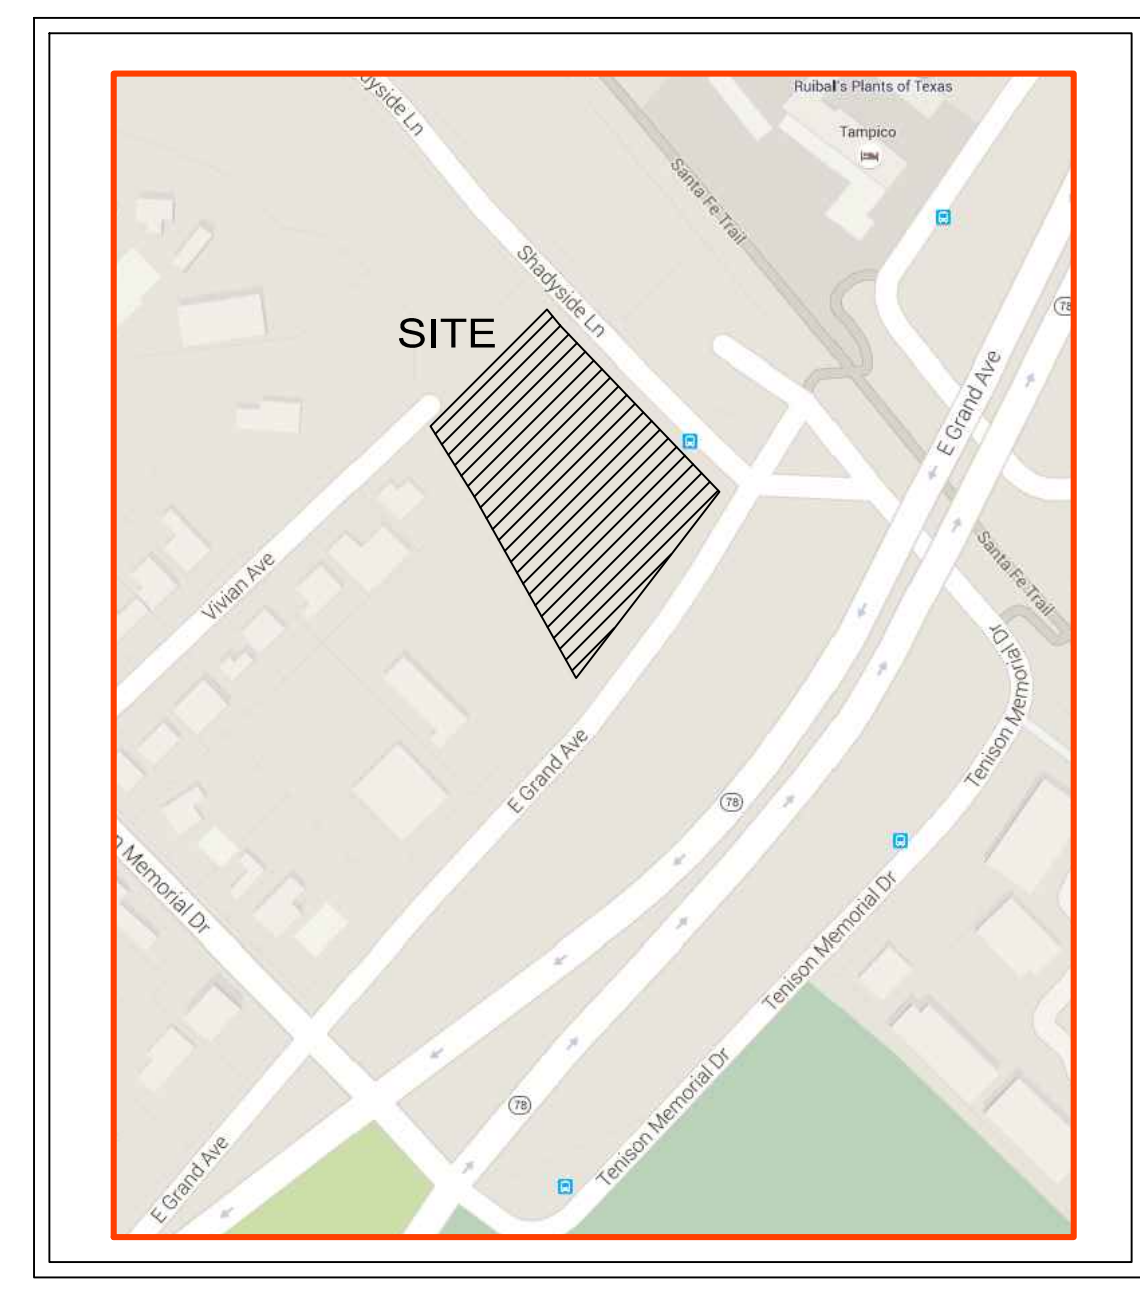 Ruibal's Plants of Texas
Tampico
Shadyside Ln
Santa Fe Trail
Shadyside Ln
78
SITE
E Grand Ave
Vivian Ave
Santa Fe Trail
Tenison Memorial Dr
E Grand Ave
78
Memorial Dr
Tenison Memorial Dr
Tenison Memorial Dr
78
E Grand Ave